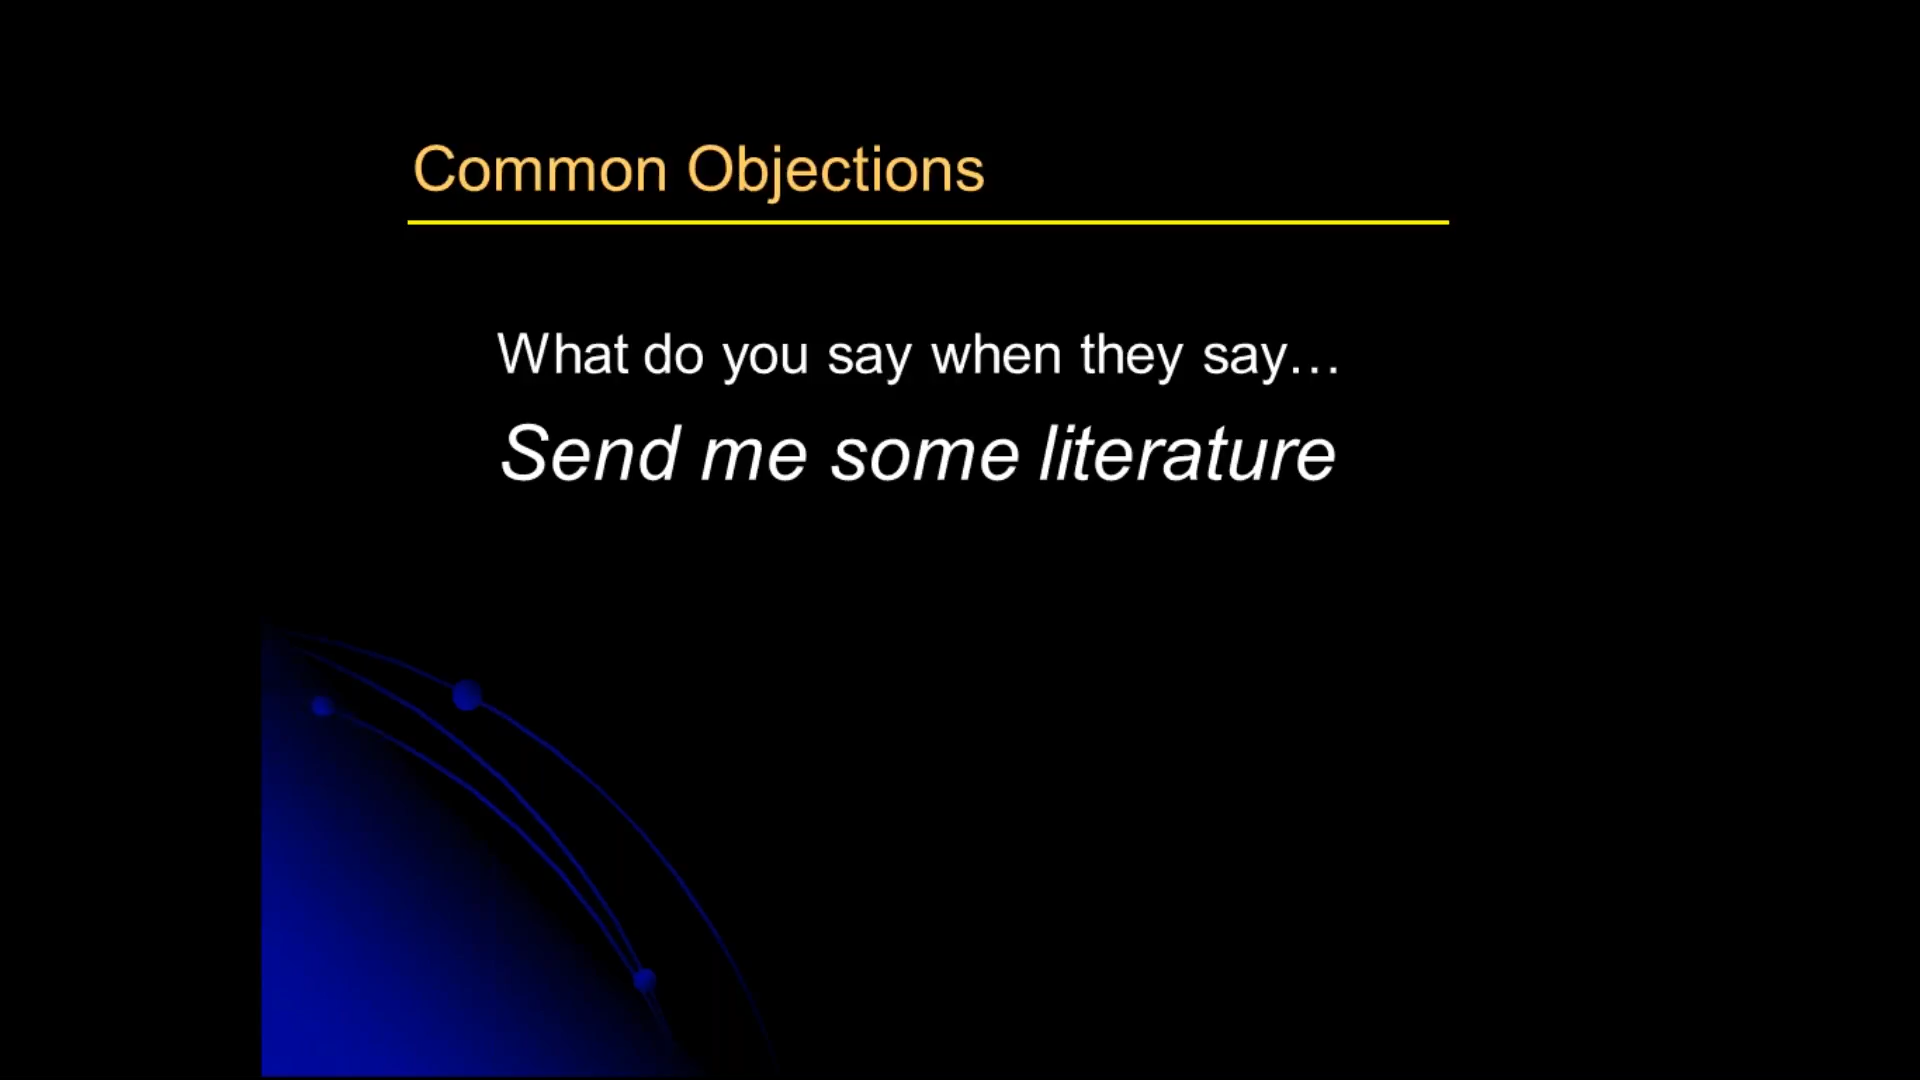 Common Objections
What do you say when they say…
Send me some literature